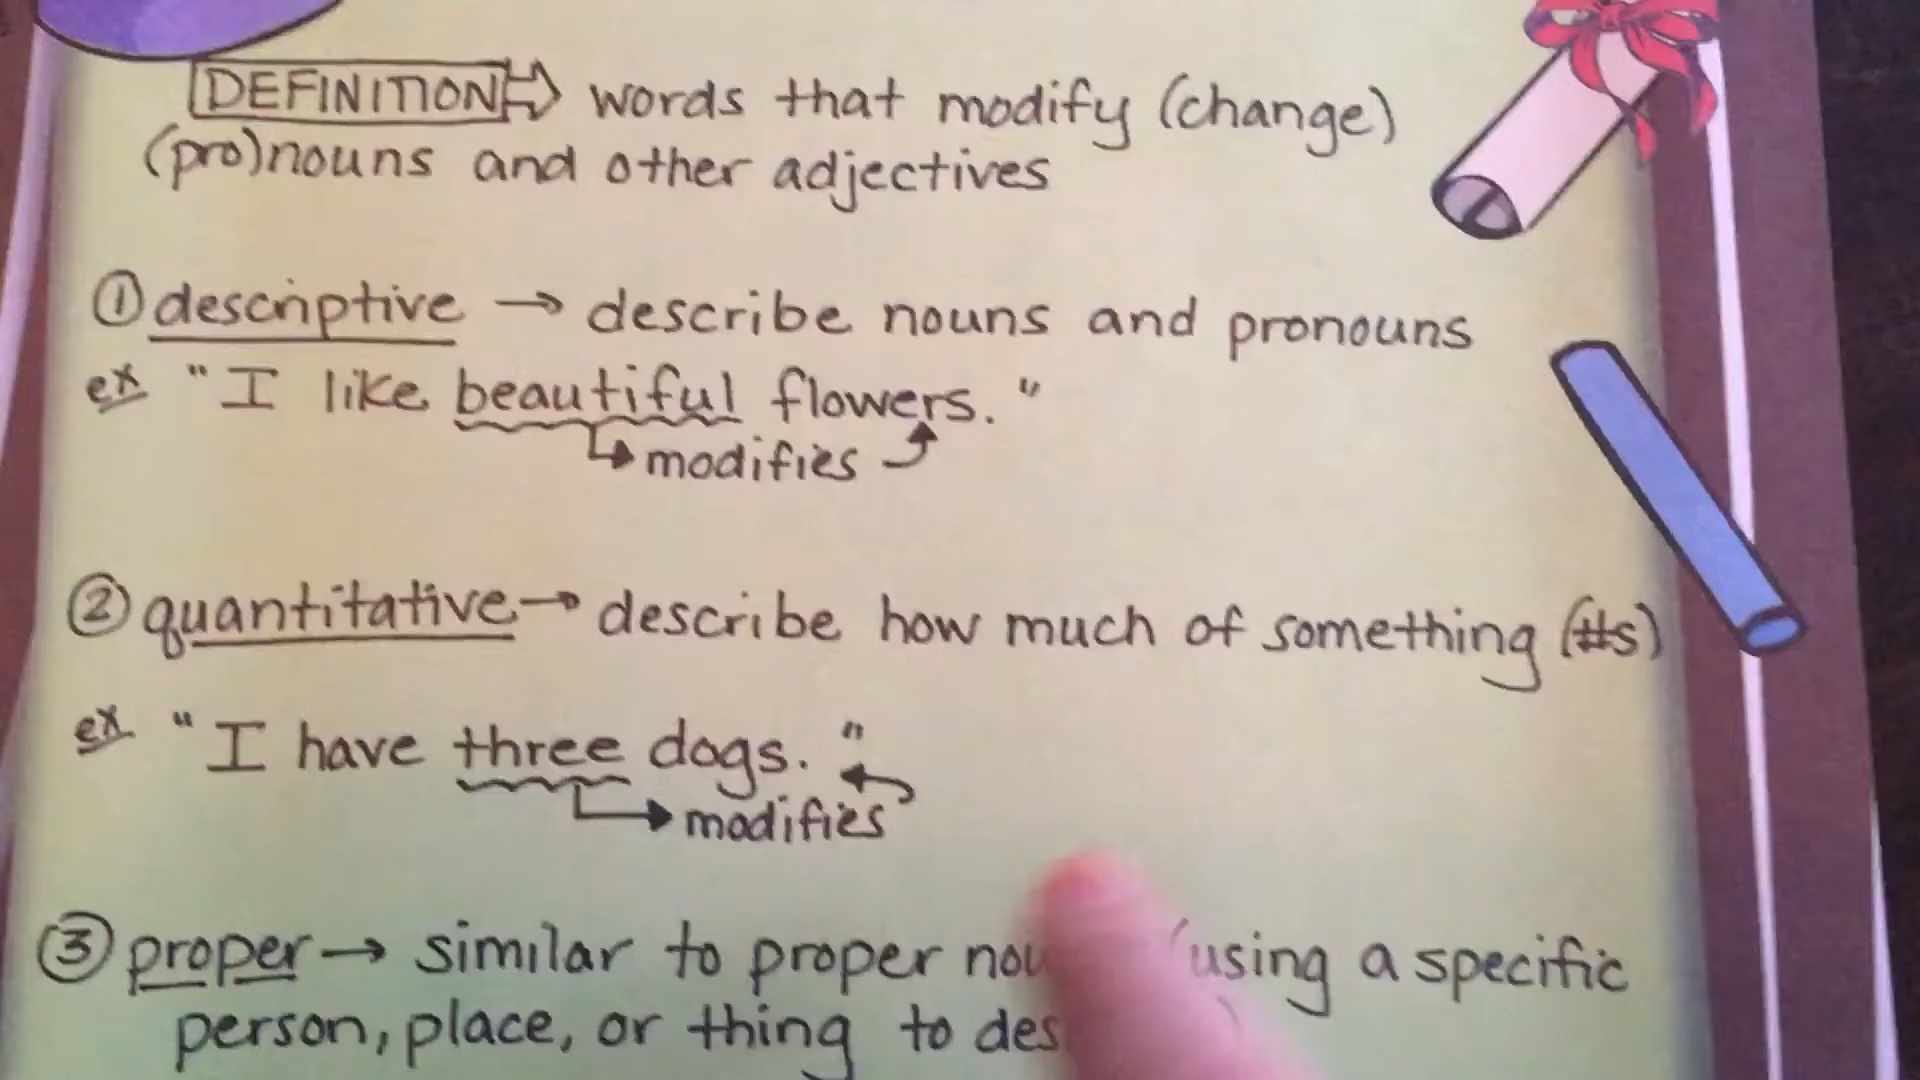 DEFINITION words that modify (change)
(pro)nouns and other adjectives
① descriptive → describe nouns and pronouns
ex "I like beautiful flowers."
modifies
② quantitative → describe how much of something (#s)
ex "I have three dogs."
modifies
③ proper → similar to proper (using a specific
person, place, or thing to